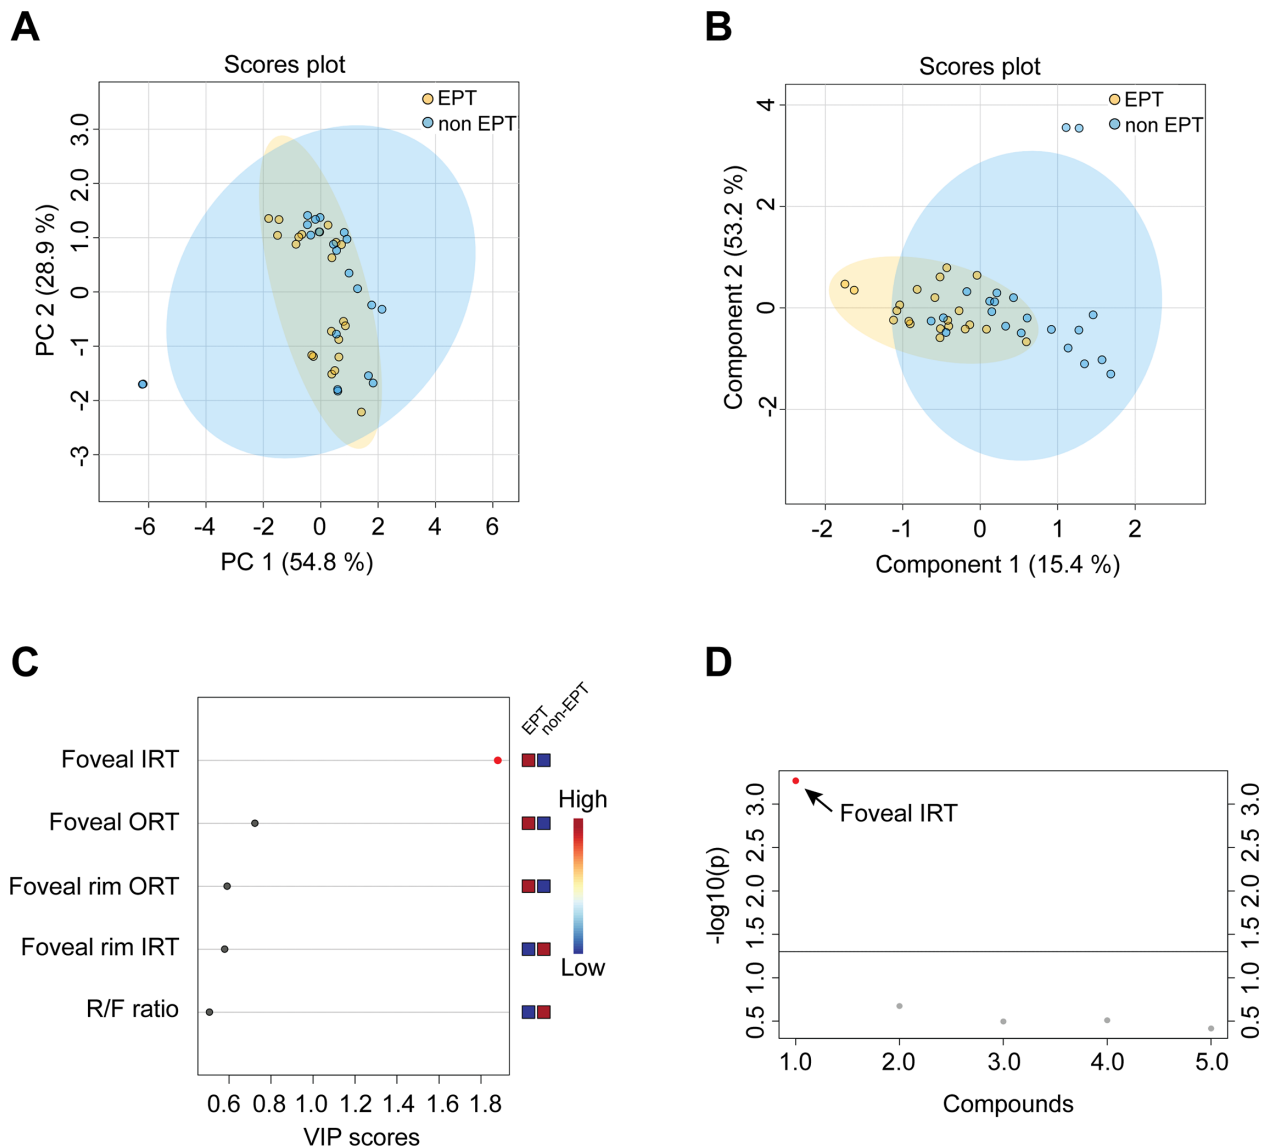 A
Scores plot
EPT
non EPT
PC 2 (28.9 %)
3.0
2.0
1.0
0
-1
-2
-3
-6 -4 -2 0 2 4 6
PC 1 (54.8 %)
B
Scores plot
EPT
non EPT
Component 2 (53.2 %)
4
2
0
-2
-2 -1 0 1 2
Component 1 (15.4 %)
C
EPT
non-EPT
Foveal IRT
Foveal ORT
Foveal rim ORT
Foveal rim IRT
R/F ratio
High
Low
0.6 0.8 1.0 1.2 1.4 1.6 1.8
VIP scores
D
-log10(p)
3.0
2.5
2.0
1.5
1.0
0.5
Foveal IRT
3.0
2.5
2.0
1.5
1.0
0.5
1.0 2.0 3.0 4.0 5.0
Compounds